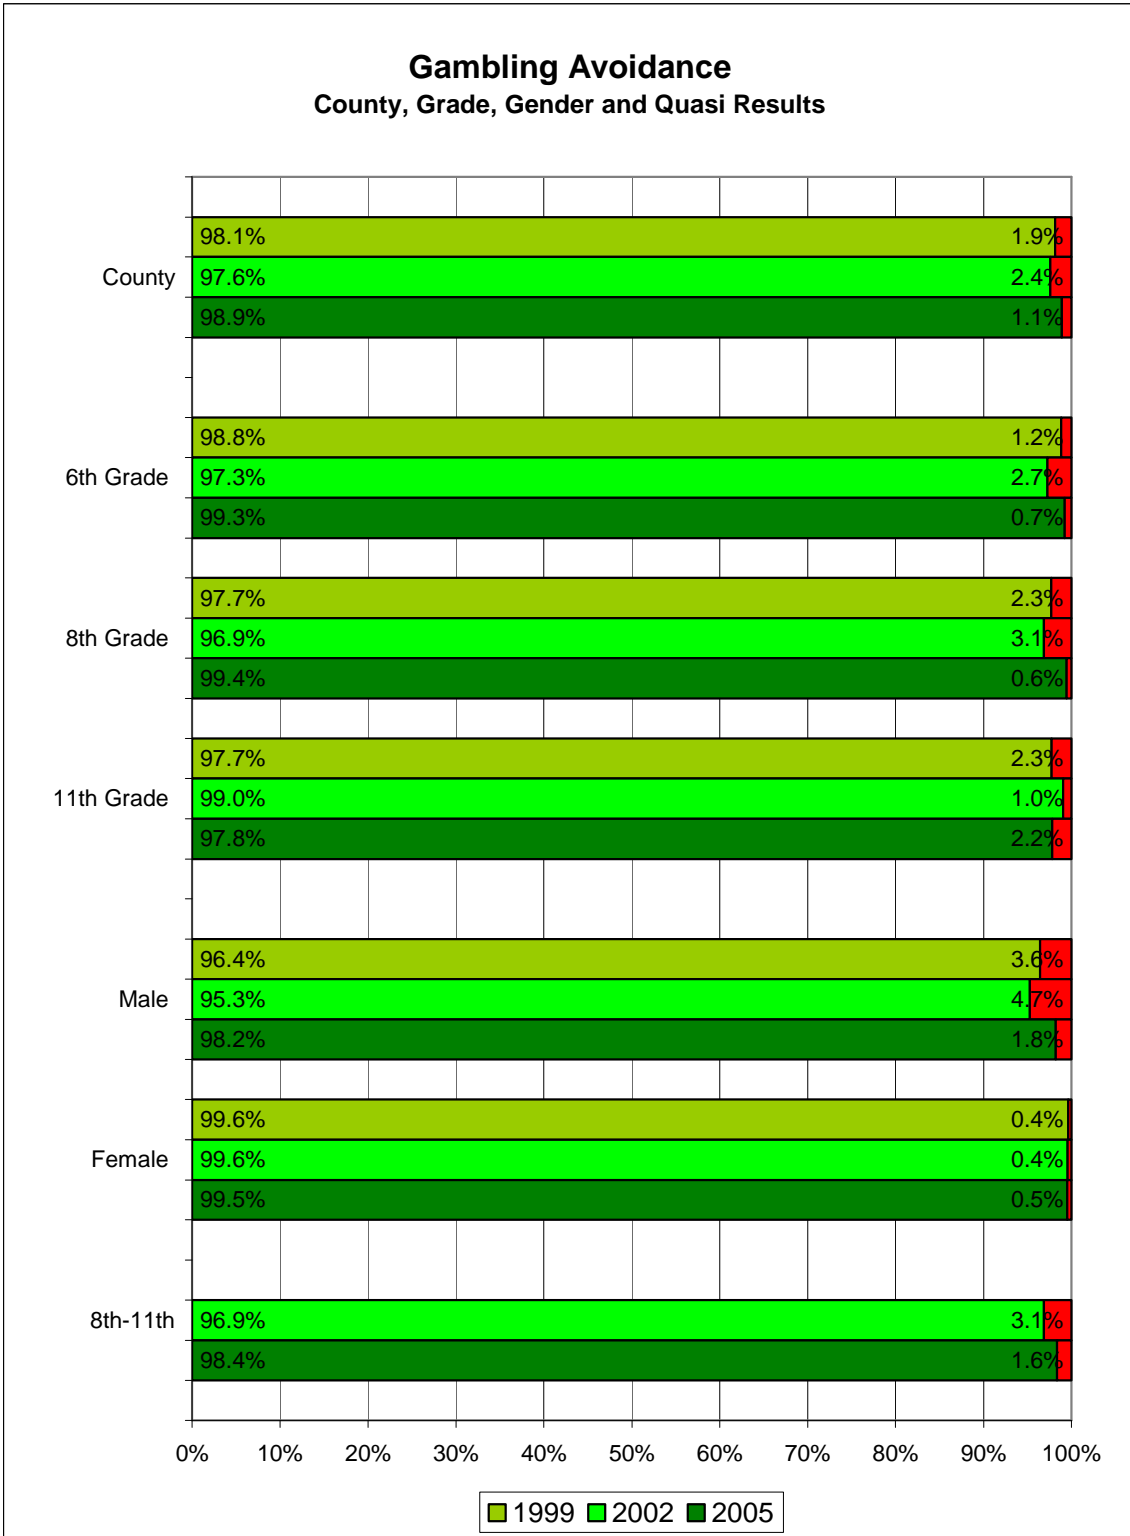 Gambling Avoidance
County, Grade, Gender and Quasi Results
98.1% 1.9%
County 97.6% 2.4%
98.9% 1.1%
98.8% 1.2%
6th Grade 97.3% 2.7%
99.3% 0.7%
97.7% 2.3%
8th Grade 96.9% 3.1%
99.4% 0.6%
97.7% 2.3%
11th Grade 99.0% 1.0%
97.8% 2.2%
96.4% 3.6%
Male 95.3% 4.7%
98.2% 1.8%
99.6% 0.4%
Female 99.6% 0.4%
99.5% 0.5%
8th-11th 96.9% 3.1%
98.4% 1.6%
0% 10% 20% 30% 40% 50% 60% 70% 80% 90% 100%
1999 2002 2005